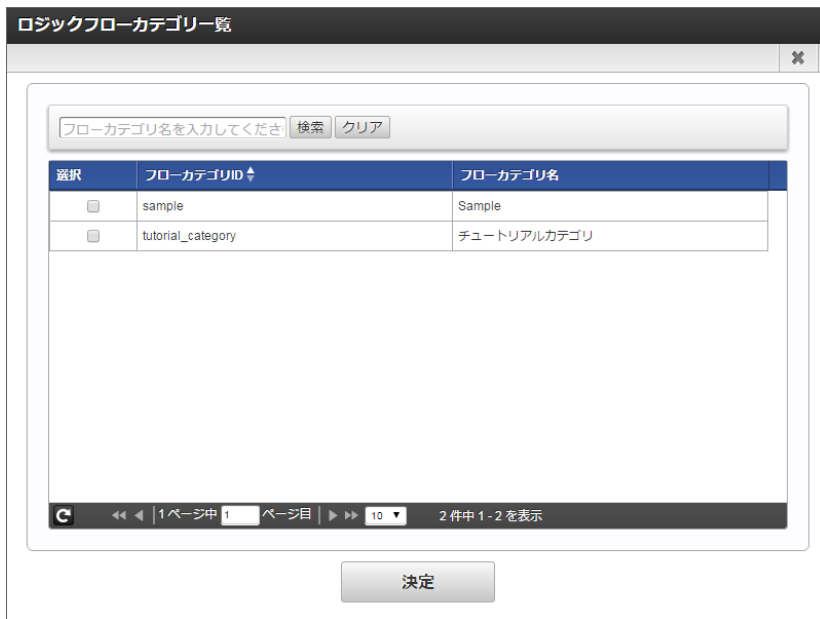 ロジックフローカテゴリ一覧
フローカテゴリ名を入力してくださ 検索 クリア
選択 フローカテゴリID フローカテゴリ名
sample Sample
tutorial_category チュートリアルカテゴリ
1 ページ中 1 ページ目 10 2 件中 1 - 2 を表示
決定